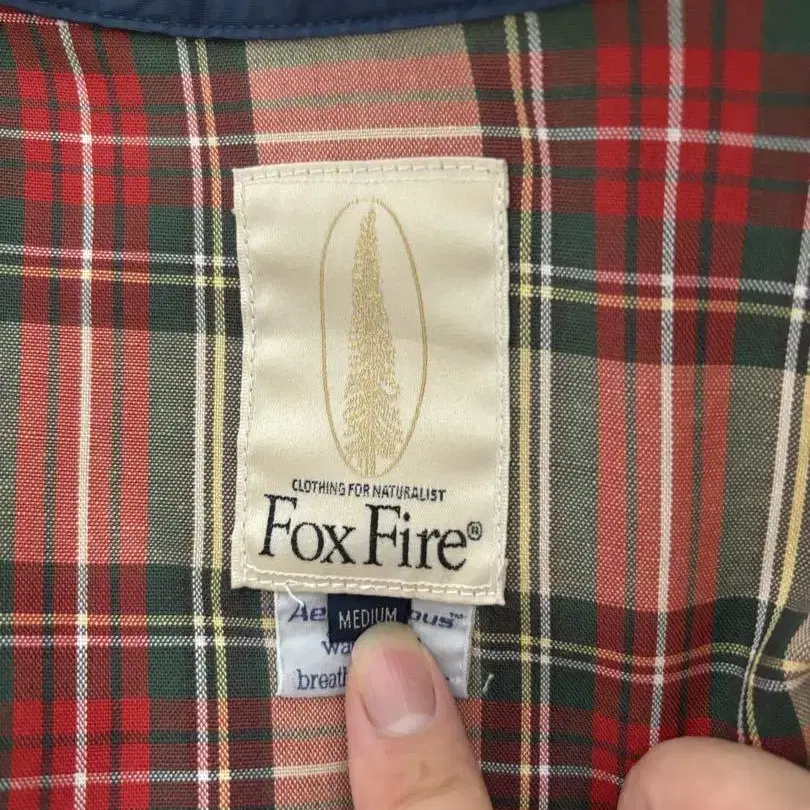 CLOTHING FOR NATURALIST
Fox Fire®
MEDIUM